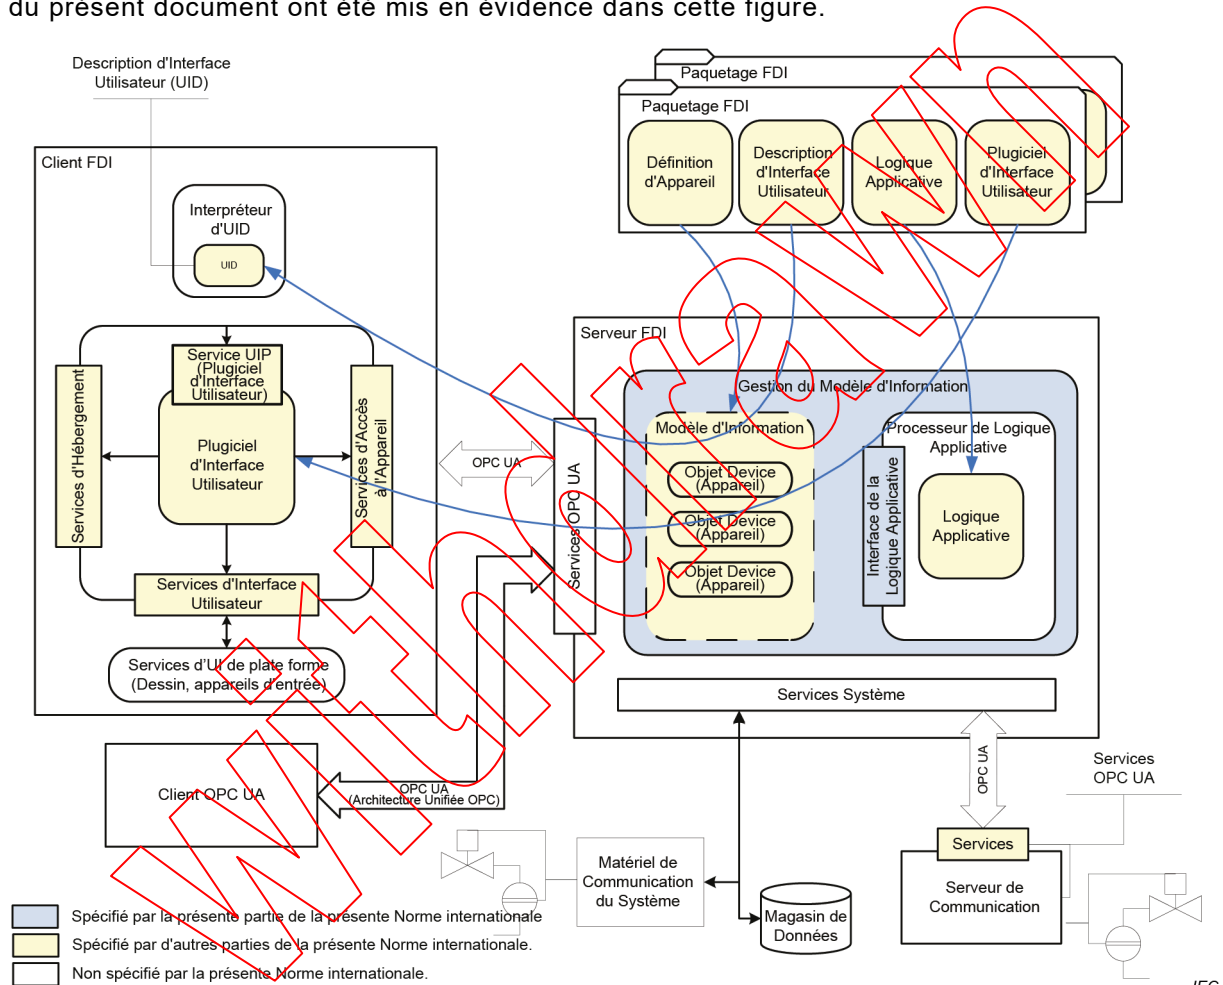 du présent document ont été mis en évidence dans cette figure.
Description d'Interface
Utilisateur (UID)
Paquetage FDI
Paquetage FDI
Définition
d'Appareil
Description
d'Interface
Utilisateur
Logique
Applicative
Plugiciel
d'Interface
Utilisateur
Client FDI
Interpréteur
d'UID
UID
Service UIP
(Plugiciel
d'Interface
Utilisateur)
Services d'Hébergement
Plugiciel
d'Interface
Utilisateur
Services d'Accès
à l'Appareil
Services d'Interface
Utilisateur
Services d'UI de plate forme
(Dessin, appareils d'entrée)
OPC UA
Services OPC UA
Serveur FDI
Gestion du Modèle d'Information
Modèle d'Information
Objet Device
(Appareil)
Objet Device
(Appareil)
Objet Device
(Appareil)
Processeur de Logique
Applicative
Interface de la
Logique Applicative
Logique
Applicative
Services Système
Client OPC UA
OPC UA
(Architecture Unifiée OPC)
OPC UA
Services
OPC UA
Services
Serveur de
Communication
Matériel de
Communication
du Système
Magasin de
Données
Spécifié par la présente partie de la présente Norme internationale
Spécifié par d'autres parties de la présente Norme internationale.
Non spécifié par la présente Norme internationale.
IEC
WITHDRAWN